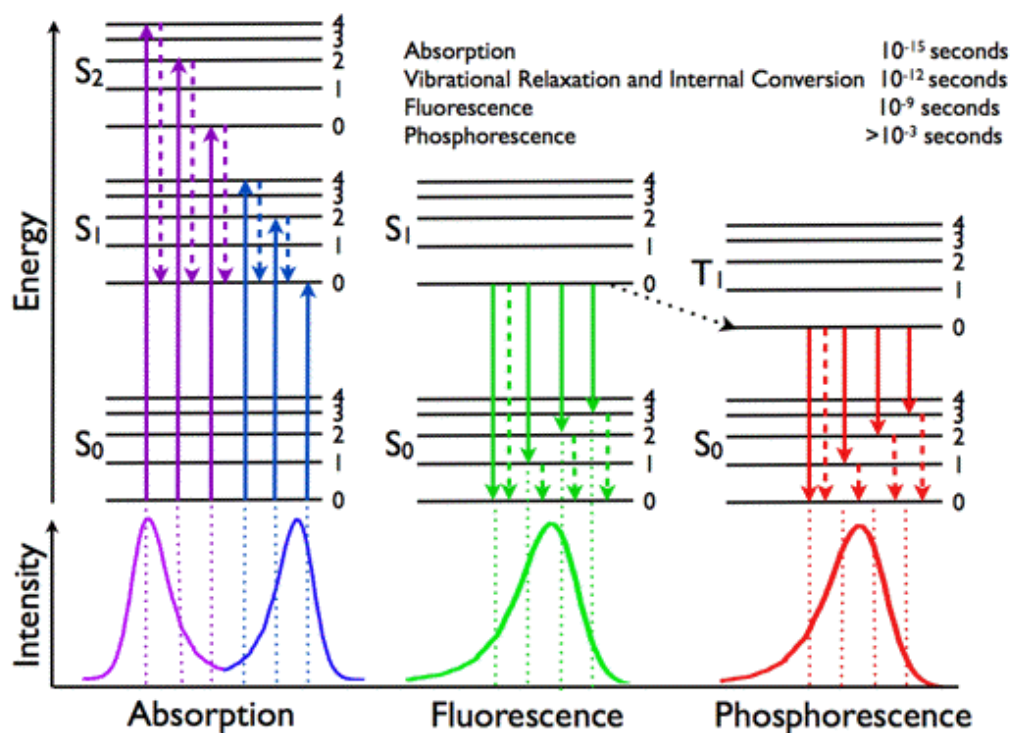 Absorption 10⁻¹⁵ seconds
Vibrational Relaxation and Internal Conversion 10⁻¹² seconds
Fluorescence 10⁻⁹ seconds
Phosphorescence >10⁻³ seconds
Energy
S₂
4
3
2
1
0
S₁
4
3
2
1
0
S₀
4
3
2
1
0
S₁
4
3
2
1
0
S₀
4
3
2
1
0
T₁
4
3
2
1
0
S₀
4
3
2
1
0
Intensity
Absorption
Fluorescence
Phosphorescence